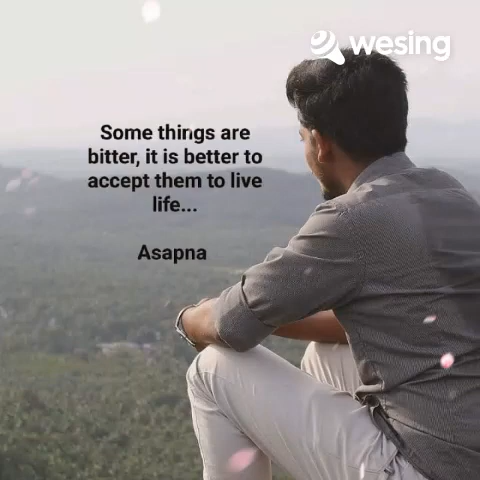 wesing
Some things are
bitter, it is better to
accept them to live
life...
Asapna